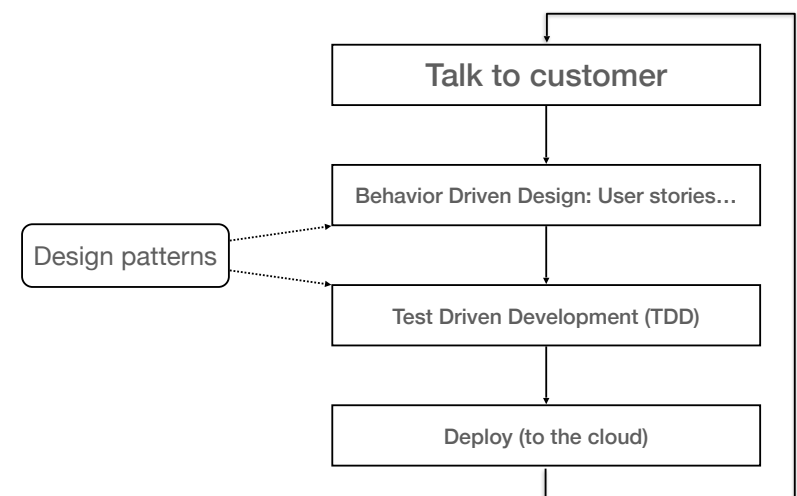 Talk to customer
Behavior Driven Design: User stories…
Design patterns
Test Driven Development (TDD)
Deploy (to the cloud)